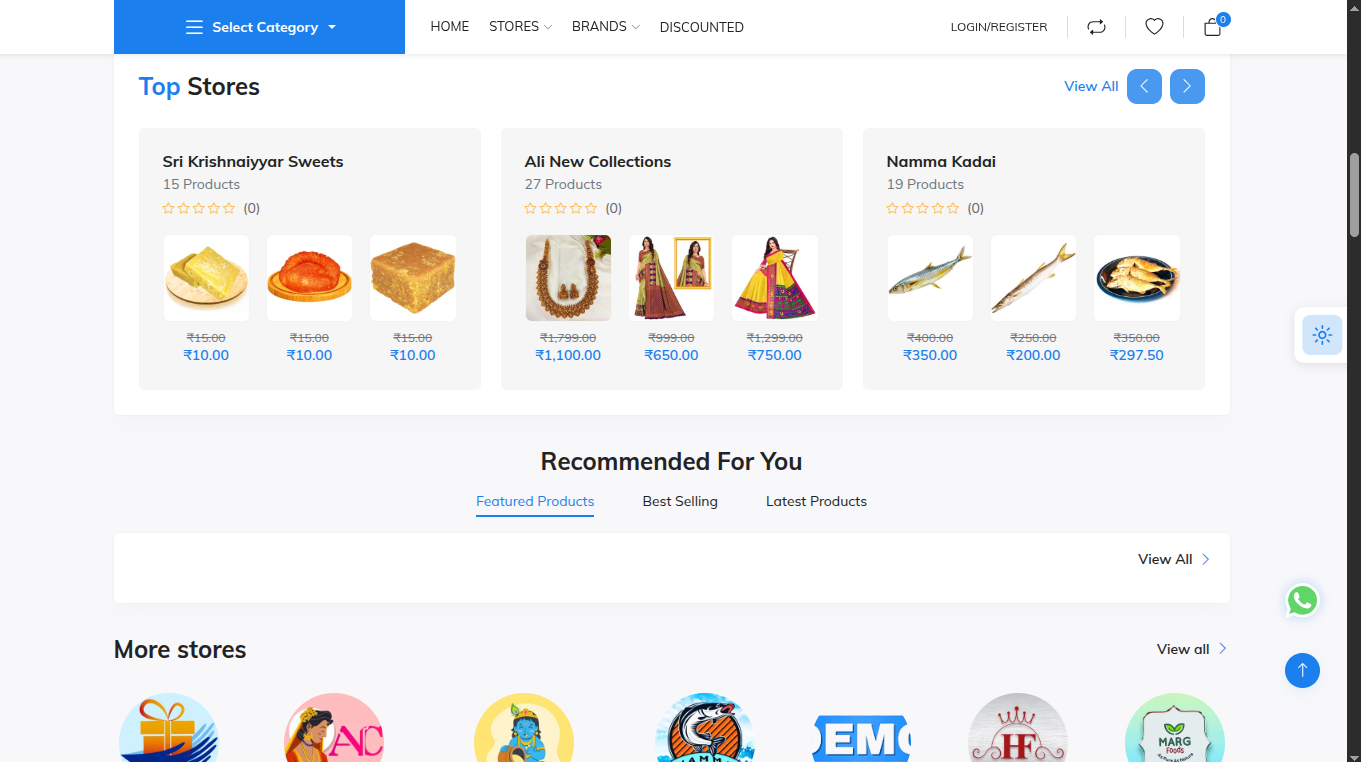 Select Category
HOME STORES BRANDS DISCOUNTED
LOGIN/REGISTER
0
Top Stores
View All
Sri Krishnaiyyar Sweets
15 Products
(0)
₹15.00 ₹15.00 ₹15.00
₹10.00 ₹10.00 ₹10.00
Ali New Collections
27 Products
(0)
₹1,799.00 ₹999.00 ₹1,299.00
₹1,100.00 ₹650.00 ₹750.00
Namma Kadai
19 Products
(0)
₹400.00 ₹250.00 ₹350.00
₹350.00 ₹200.00 ₹297.50
Recommended For You
Featured Products Best Selling Latest Products
View All
More stores
View all
ANC
EM
HF
MARG
Foods